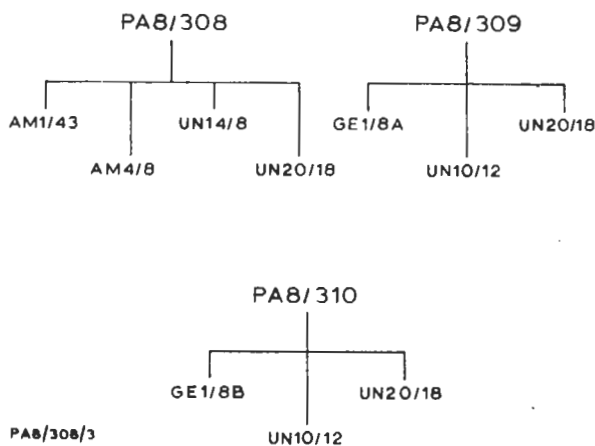 PA8/308
PA8/309
AM1/43
UN14/8
GE1/8A
UN20/18
AM4/8
UN20/18
UN10/12
PA8/310
GE1/8B
UN20/18
PA8/308/3
UN10/12